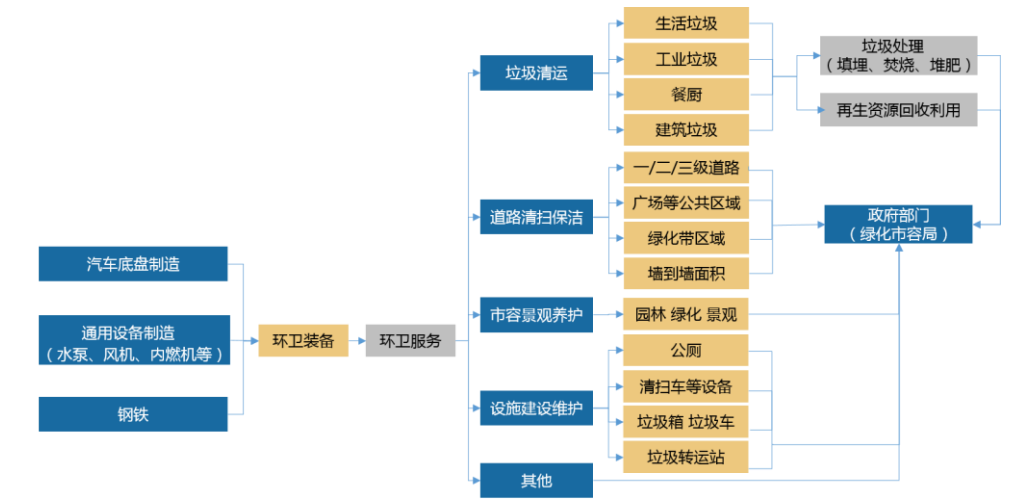 汽车底盘制造
通用设备制造
（水泵、风机、内燃机等）
钢铁
环卫装备
环卫服务
垃圾清运
生活垃圾
工业垃圾
餐厨
建筑垃圾
垃圾处理
（填埋、焚烧、堆肥）
再生资源回收利用
道路清扫保洁
一/二/三级道路
广场等公共区域
绿化带区域
墙到墙面积
政府部门
（绿化市容局）
市容景观养护
园林 绿化 景观
设施建设维护
公厕
清扫车等设备
垃圾箱 垃圾车
垃圾转运站
其他